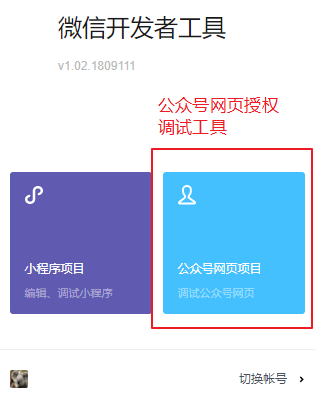 微信开发者工具
v1.02.1809111
公众号网页授权
调试工具
小程序项目
编辑、调试小程序
公众号网页项目
调试公众号网页
切换帐号